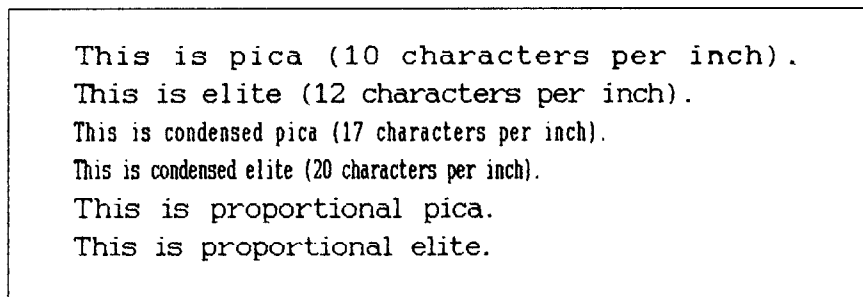 This is pica (10 characters per inch).
This is elite (12 characters per inch).
This is condensed pica (17 characters per inch).
This is condensed elite (20 characters per inch).
This is proportional pica.
This is proportional elite.